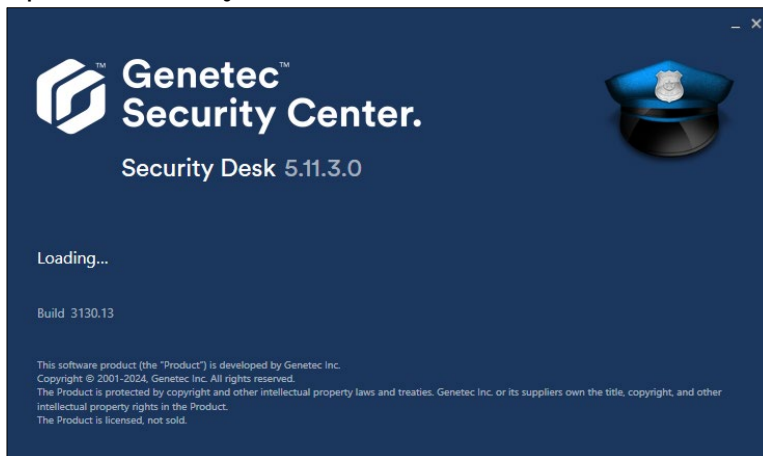 Genetec™
Security Center.
Security Desk 5.11.3.0
Loading...
Build 3130.13
This software product (the "Product") is developed by Genetec Inc.
Copyright © 2001-2024, Genetec Inc. All rights reserved.
The Product is protected by copyright and other intellectual property laws and treaties. Genetec Inc. or its suppliers own the title, copyright, and other
intellectual property rights in the Product.
The Product is licensed, not sold.